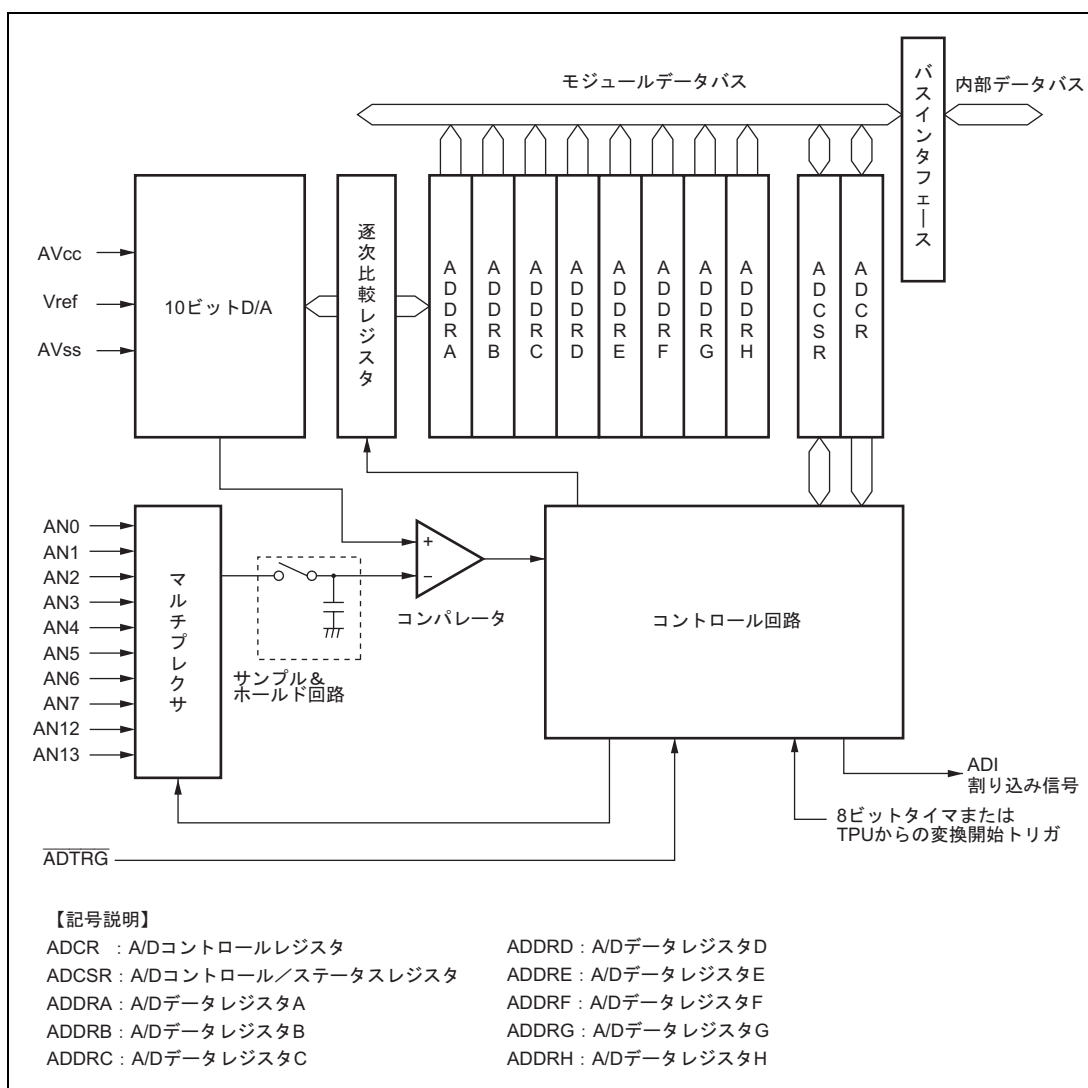 モジュールデータバス
バスインタフェース
内部データバス
AVcc
Vref
AVss
10ビットD/A
逐次比較レジスタ
ADDRA
ADDRB
ADDRC
ADDRD
ADDRE
ADDRF
ADDRG
ADDRH
ADCSR
ADCR
AN0
AN1
AN2
AN3
AN4
AN5
AN6
AN7
AN12
AN13
マルチプレクサ
サンプル&
ホールド回路
+
−
コンパレータ
コントロール回路
ADI
割り込み信号
8ビットタイマまたは
TPUからの変換開始トリガ
ADTRG
【記号説明】
ADCR :A/Dコントロールレジスタ
ADCSR:A/Dコントロール/ステータスレジスタ
ADDRA:A/DデータレジスタA
ADDRB:A/DデータレジスタB
ADDRC:A/DデータレジスタC
ADDRD:A/DデータレジスタD
ADDRE:A/DデータレジスタE
ADDRF:A/DデータレジスタF
ADDRG:A/DデータレジスタG
ADDRH:A/DデータレジスタH